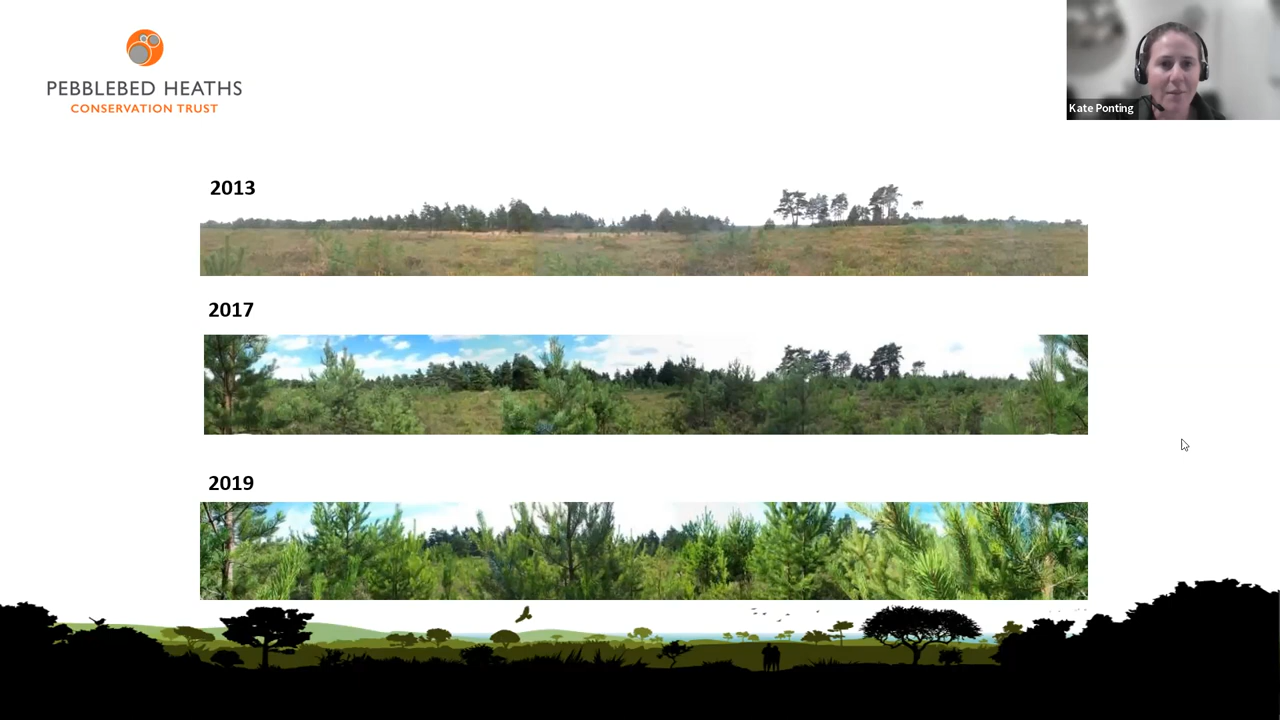 PEBBLEBED HEATHS
CONSERVATION TRUST
Kate Ponting
2013
2017
2019